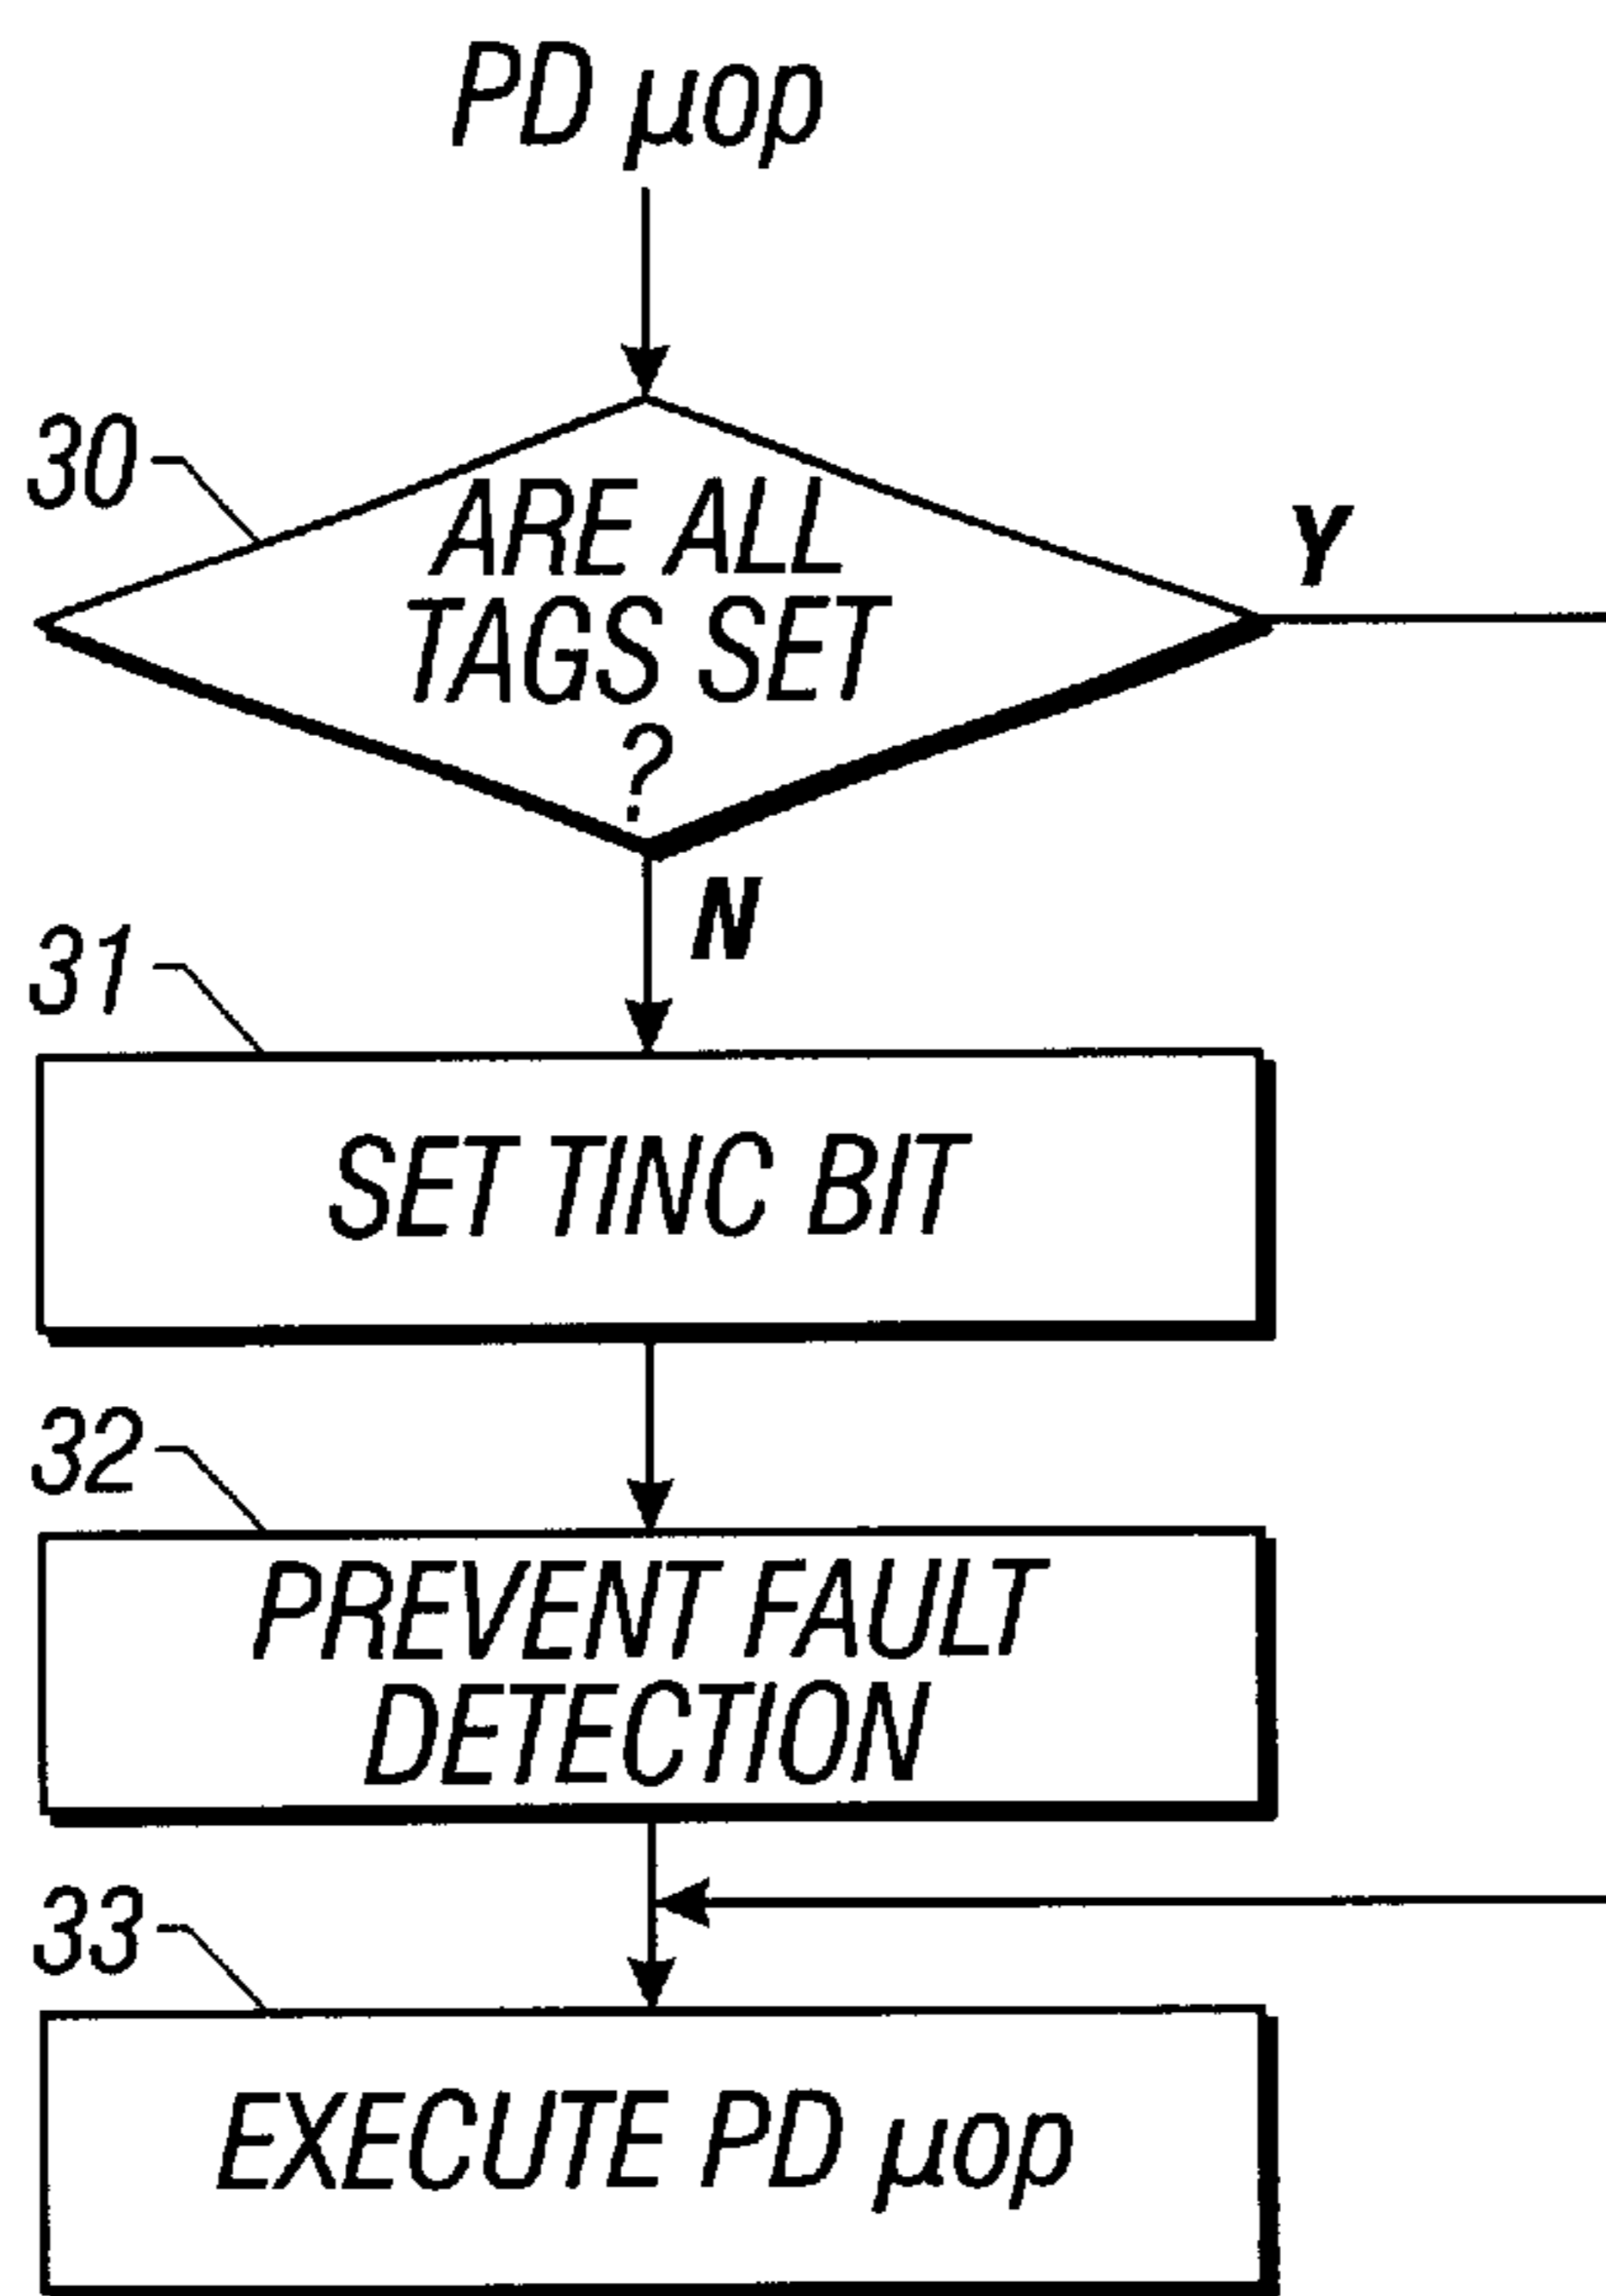 PD μop
30
ARE ALL
TAGS SET
?
Y
N
31
SET TINC BIT
32
PREVENT FAULT
DETECTION
33
EXECUTE PD μop